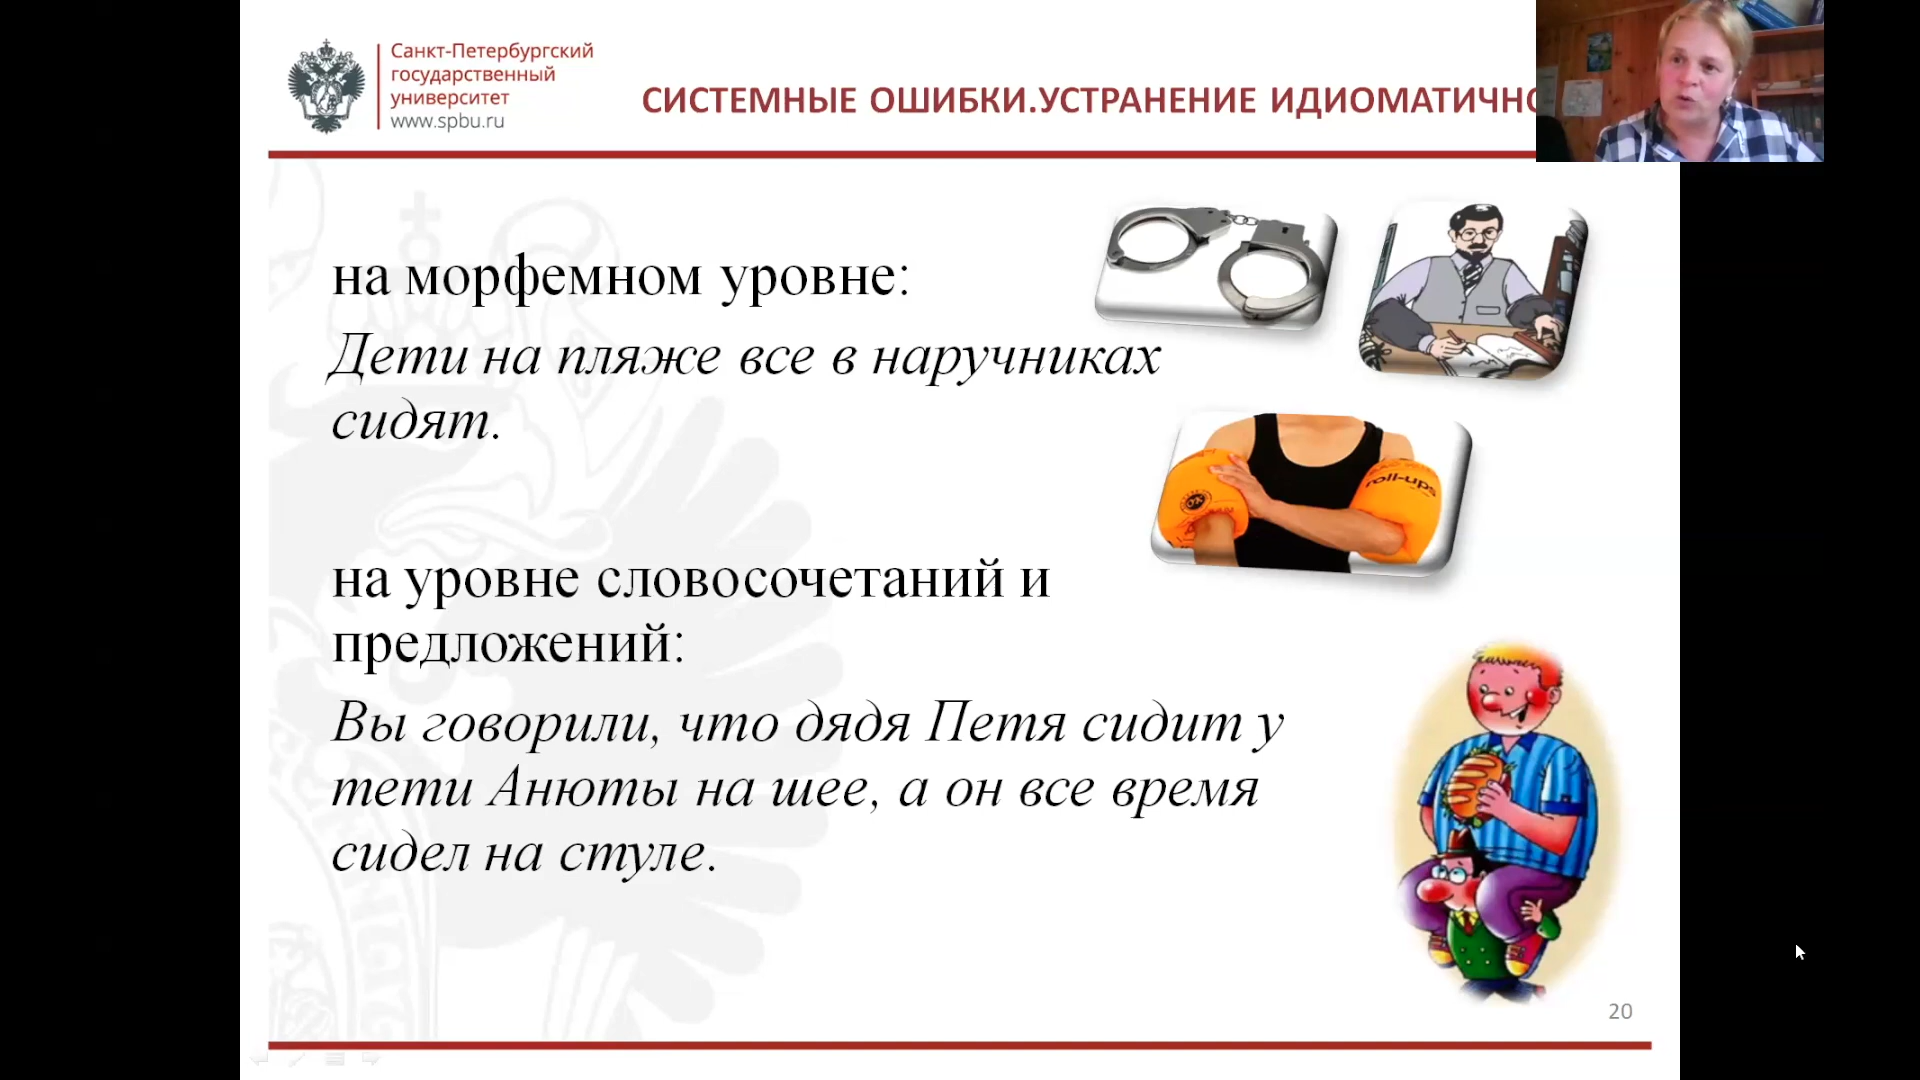 Санкт-Петербургский
государственный
университет
www.spbu.ru
СИСТЕМНЫЕ ОШИБКИ.УСТРАНЕНИЕ ИДИОМАТИЧНО
на морфемном уровне:
Дети на пляже все в наручниках
сидят.
roll-ups
на уровне словосочетаний и
предложений:
Вы говорили, что дядя Петя сидит у
тети Анюты на шее, а он все время
сидел на стуле.
20